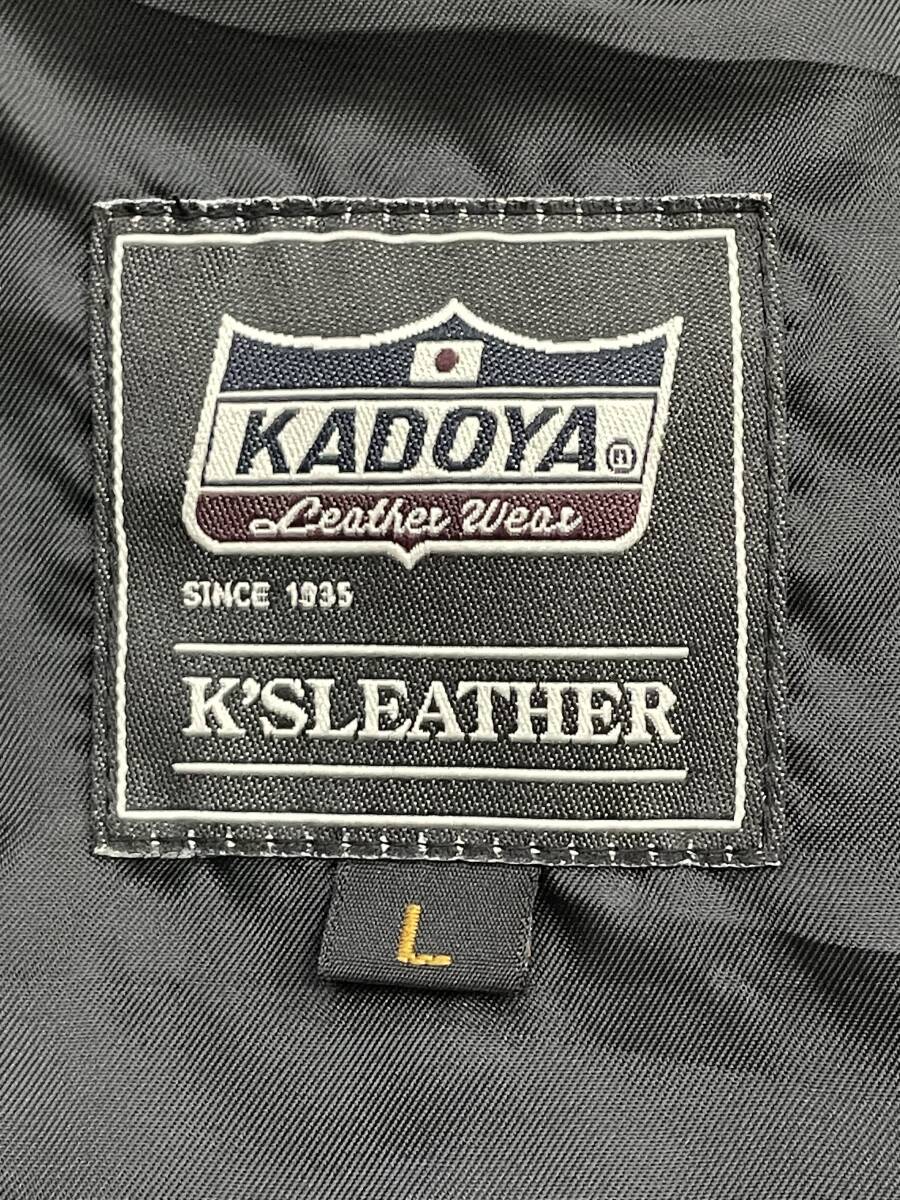 KADOYA®
Leather Wear
SINCE 1935
K'SLEATHER
L